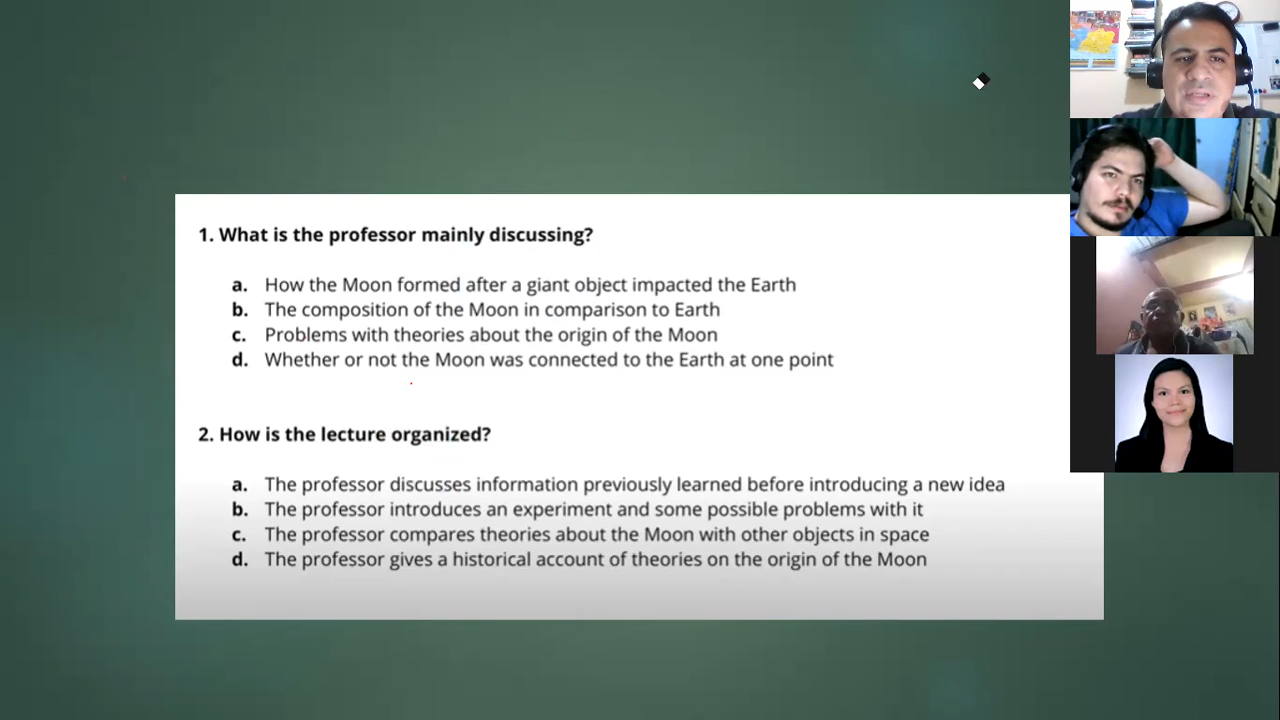 1. What is the professor mainly discussing?
a. How the Moon formed after a giant object impacted the Earth
b. The composition of the Moon in comparison to Earth
c. Problems with theories about the origin of the Moon
d. Whether or not the Moon was connected to the Earth at one point
2. How is the lecture organized?
a. The professor discusses information previously learned before introducing a new idea
b. The professor introduces an experiment and some possible problems with it
c. The professor compares theories about the Moon with other objects in space
d. The professor gives a historical account of theories on the origin of the Moon